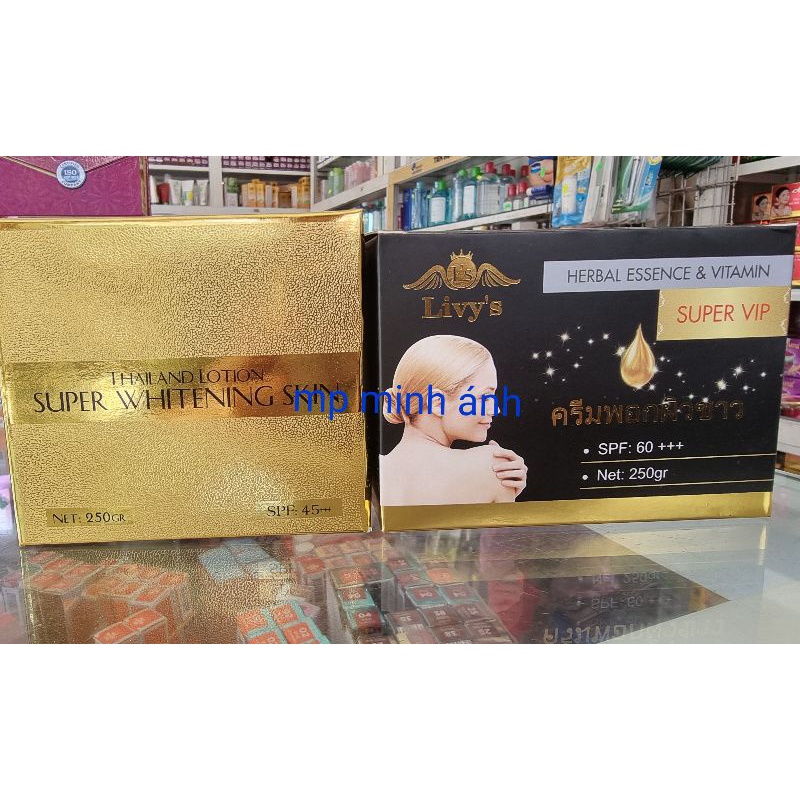 ISO
THAILAND LOTION
SUPER WHITENING SKIN
NET: 250GR
SPF: 45+++
mp minh ánh
L's
Livy's
HERBAL ESSENCE & VITAMIN
SUPER VIP
ครีมพอกผิวขาว
• SPF: 60 +++
• Net: 250gr